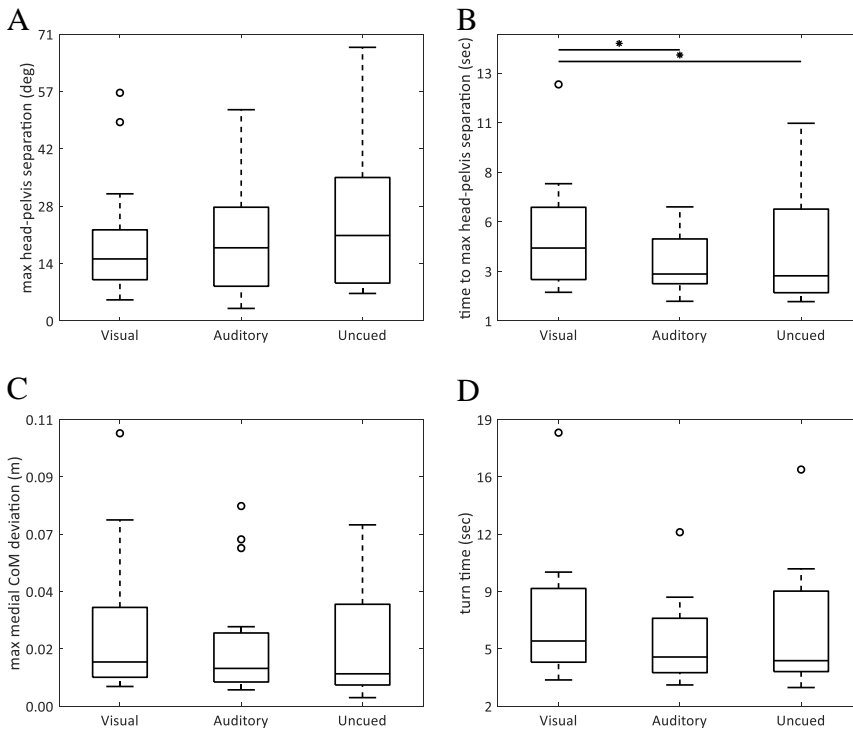 A
max head-pelvis separation (deg)
71
57
42
28
14
0
Visual Auditory Uncued
B
time to max head-pelvis separation (sec)
13
11
8
6
3
1
* 
*
Visual Auditory Uncued
C
max medial CoM deviation (m)
0.11
0.09
0.07
0.04
0.02
0.00
Visual Auditory Uncued
D
turn time (sec)
19
16
12
9
5
2
Visual Auditory Uncued